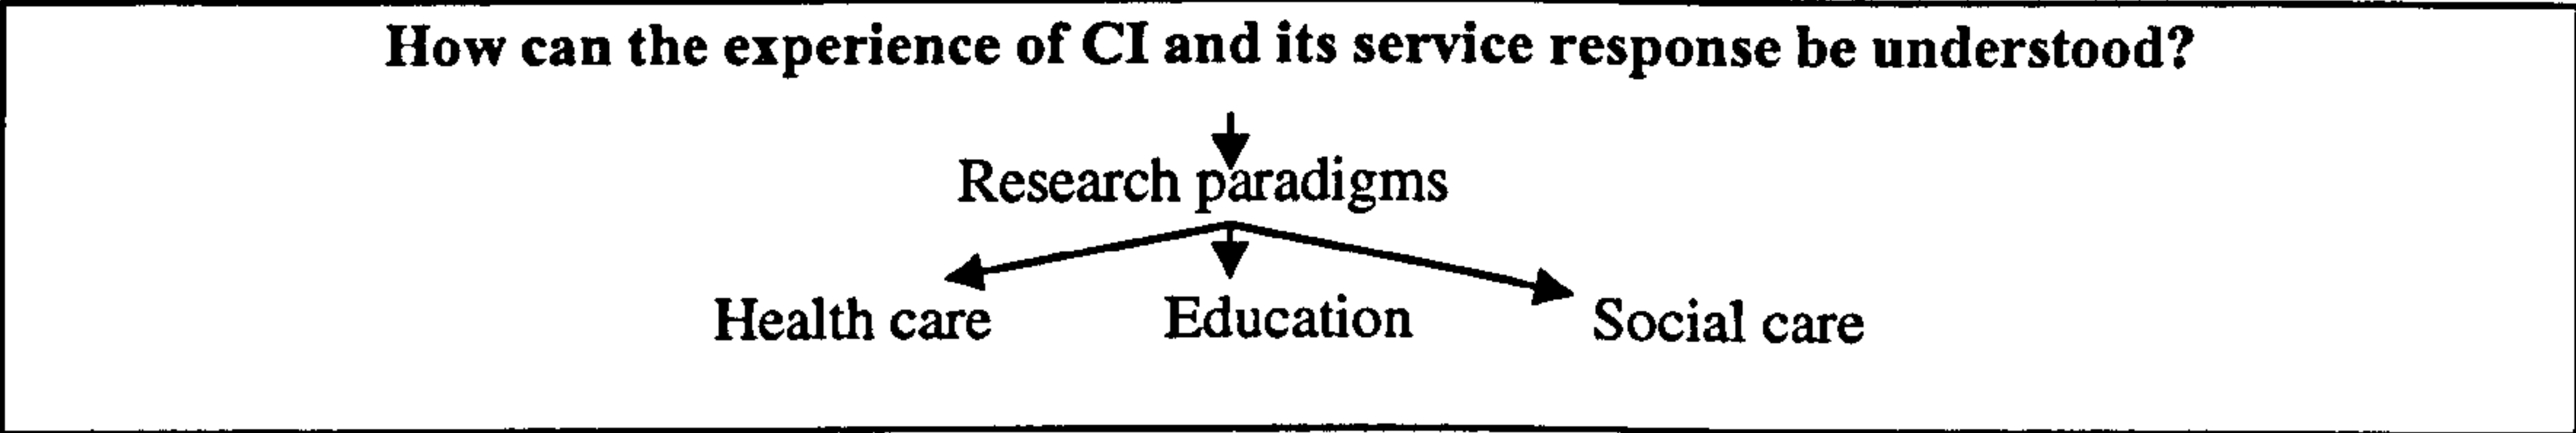 How can the experience of CI and its service response be understood?
Research paradigms
Health care Education Social care